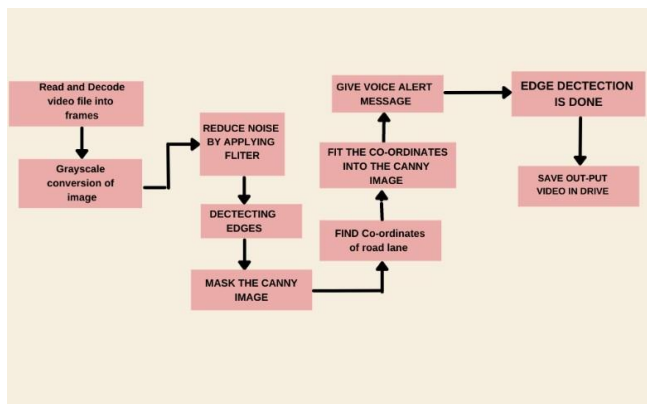 Read and Decode
video file into
frames
Grayscale
conversion of
image
REDUCE NOISE
BY APPLYING
FLITER
DECTECTING
EDGES
MASK THE CANNY
IMAGE
FIND Co-ordinates
of road lane
FIT THE CO-ORDINATES
INTO THE CANNY
IMAGE
GIVE VOICE ALERT
MESSAGE
EDGE DECTECTION
IS DONE
SAVE OUT-PUT
VIDEO IN DRIVE